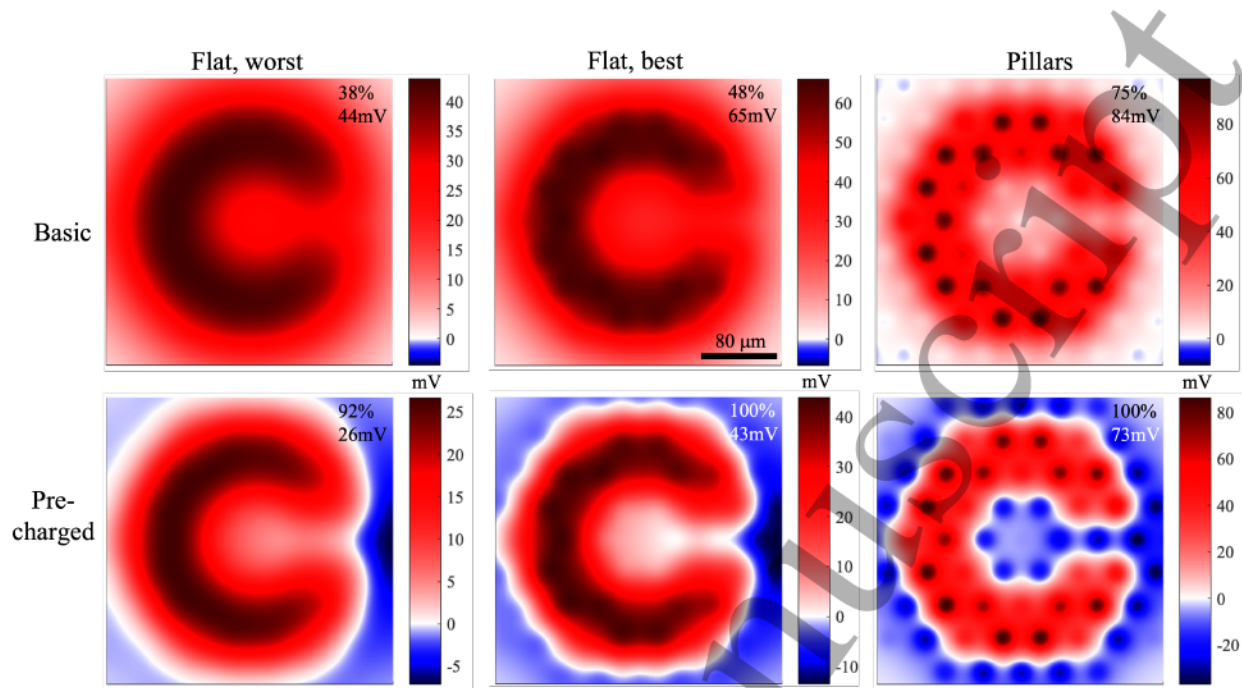 Flat, worst
Flat, best
Pillars
Basic
38%
44mV
40
35
30
25
20
15
10
5
0
48%
65mV
80 µm
60
50
40
30
20
10
0
75%
84mV
80
60
40
20
0
mV
mV
mV
Pre-
charged
92%
26mV
25
20
15
10
5
0
-5
100%
43mV
40
30
20
10
0
-10
100%
73mV
80
60
40
20
0
-20
nuscript